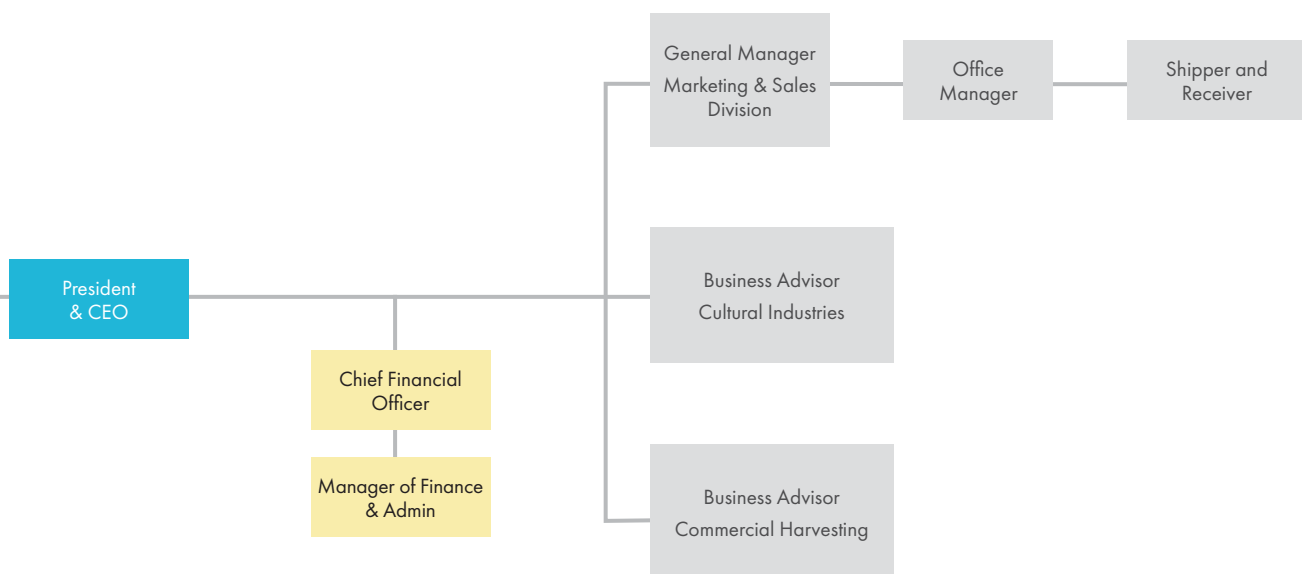 General Manager
Marketing & Sales
Division
Office
Manager
Shipper and
Receiver
President
& CEO
Business Advisor
Cultural Industries
Chief Financial
Officer
Manager of Finance
& Admin
Business Advisor
Commercial Harvesting